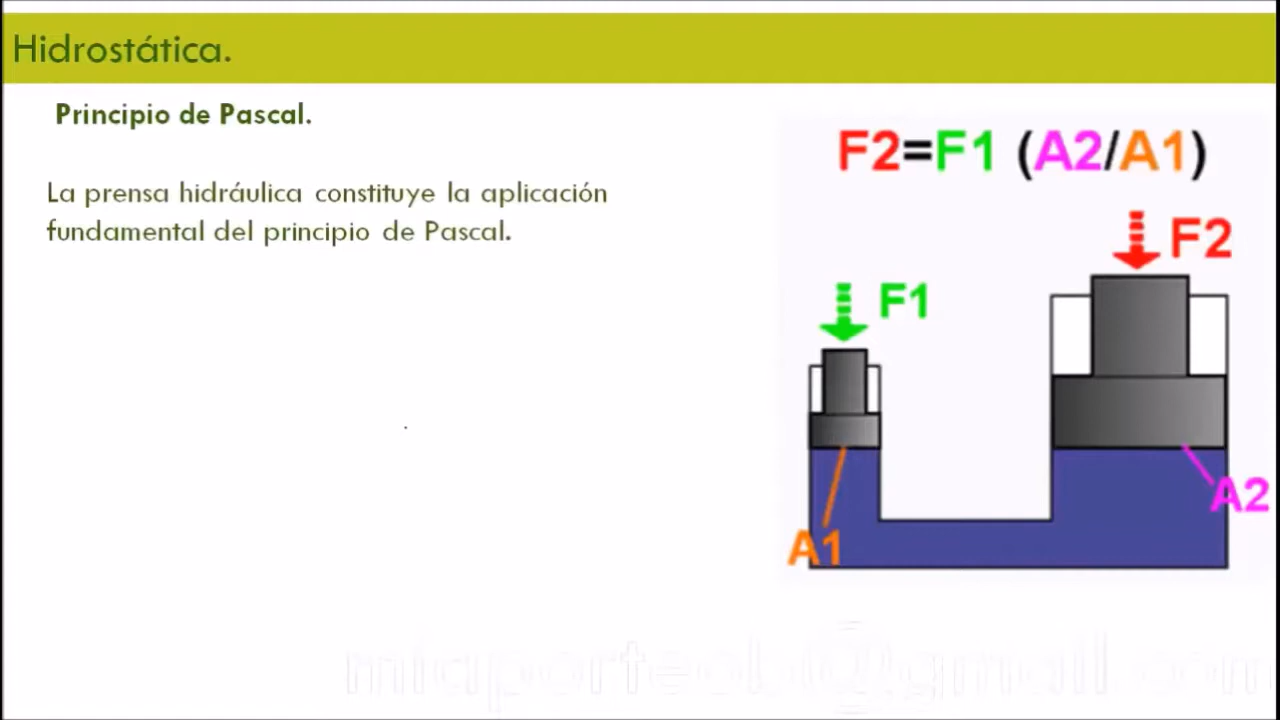 Hidrostática.
Principio de Pascal.
La prensa hidráulica constituye la aplicación
fundamental del principio de Pascal.
F2=F1 (A2/A1)
F2
F1
A2
A1